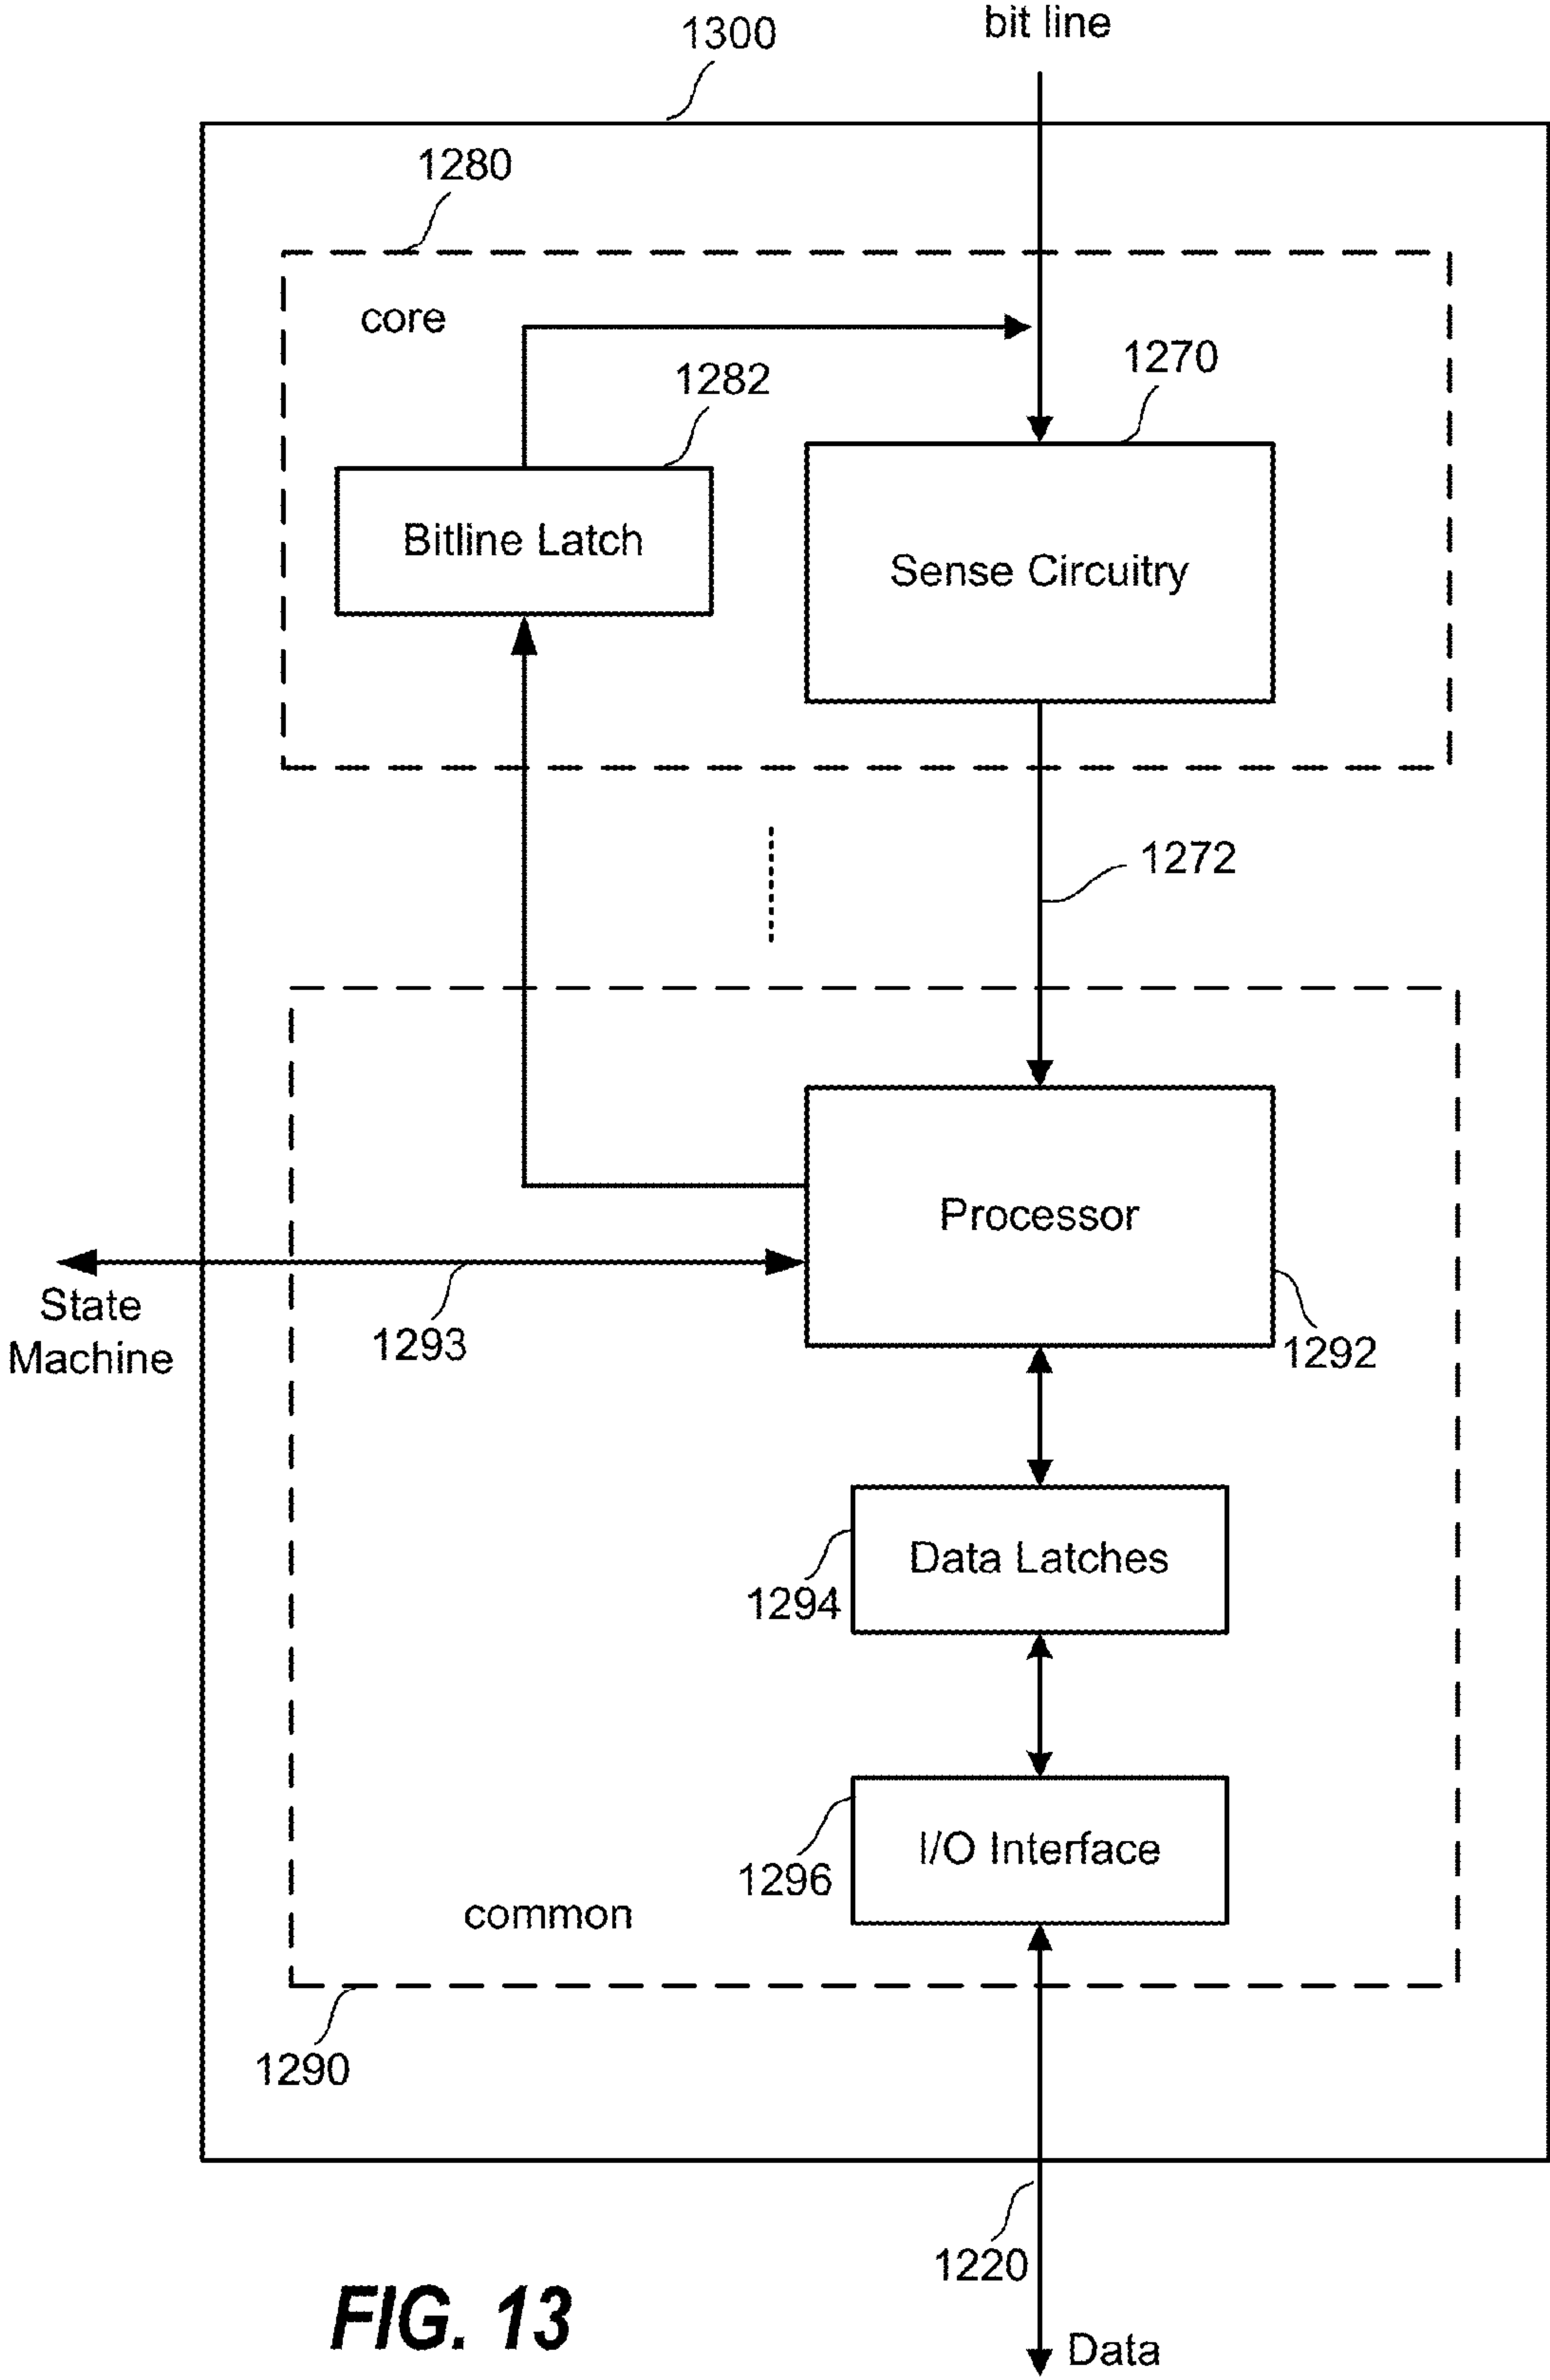 bit line
1300
1280
core
1270
1282
Bitline Latch
Sense Circuitry
1272
Processor
State
Machine
1293
1292
Data Latches
1294
I/O Interface
1296
common
1290
1220
FIG. 13
Data